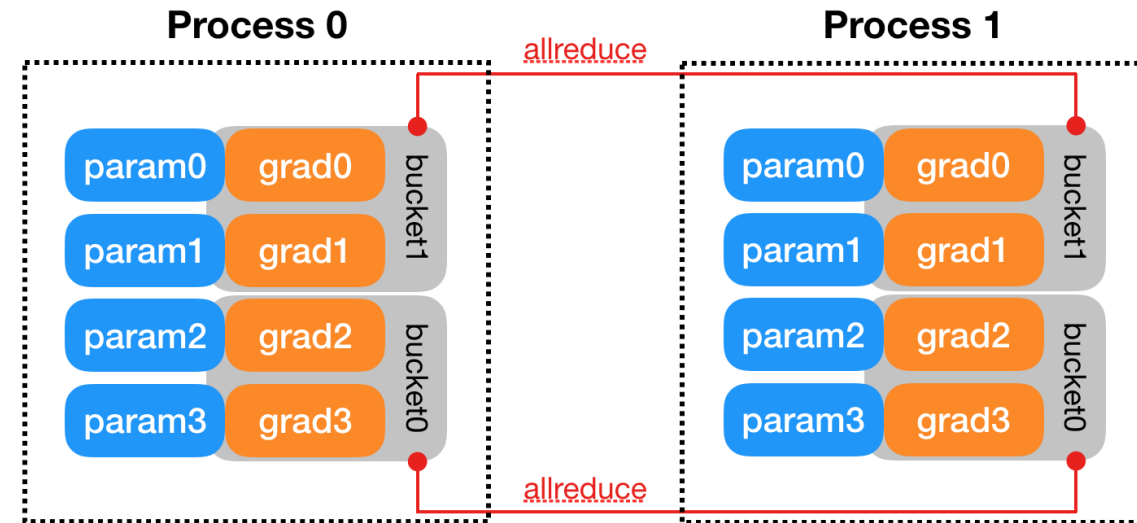 Process 0
Process 1
allreduce
param0 grad0
param1 grad1
bucket1
param2 grad2
param3 grad3
bucket0
param0 grad0
param1 grad1
bucket1
param2 grad2
param3 grad3
bucket0
allreduce